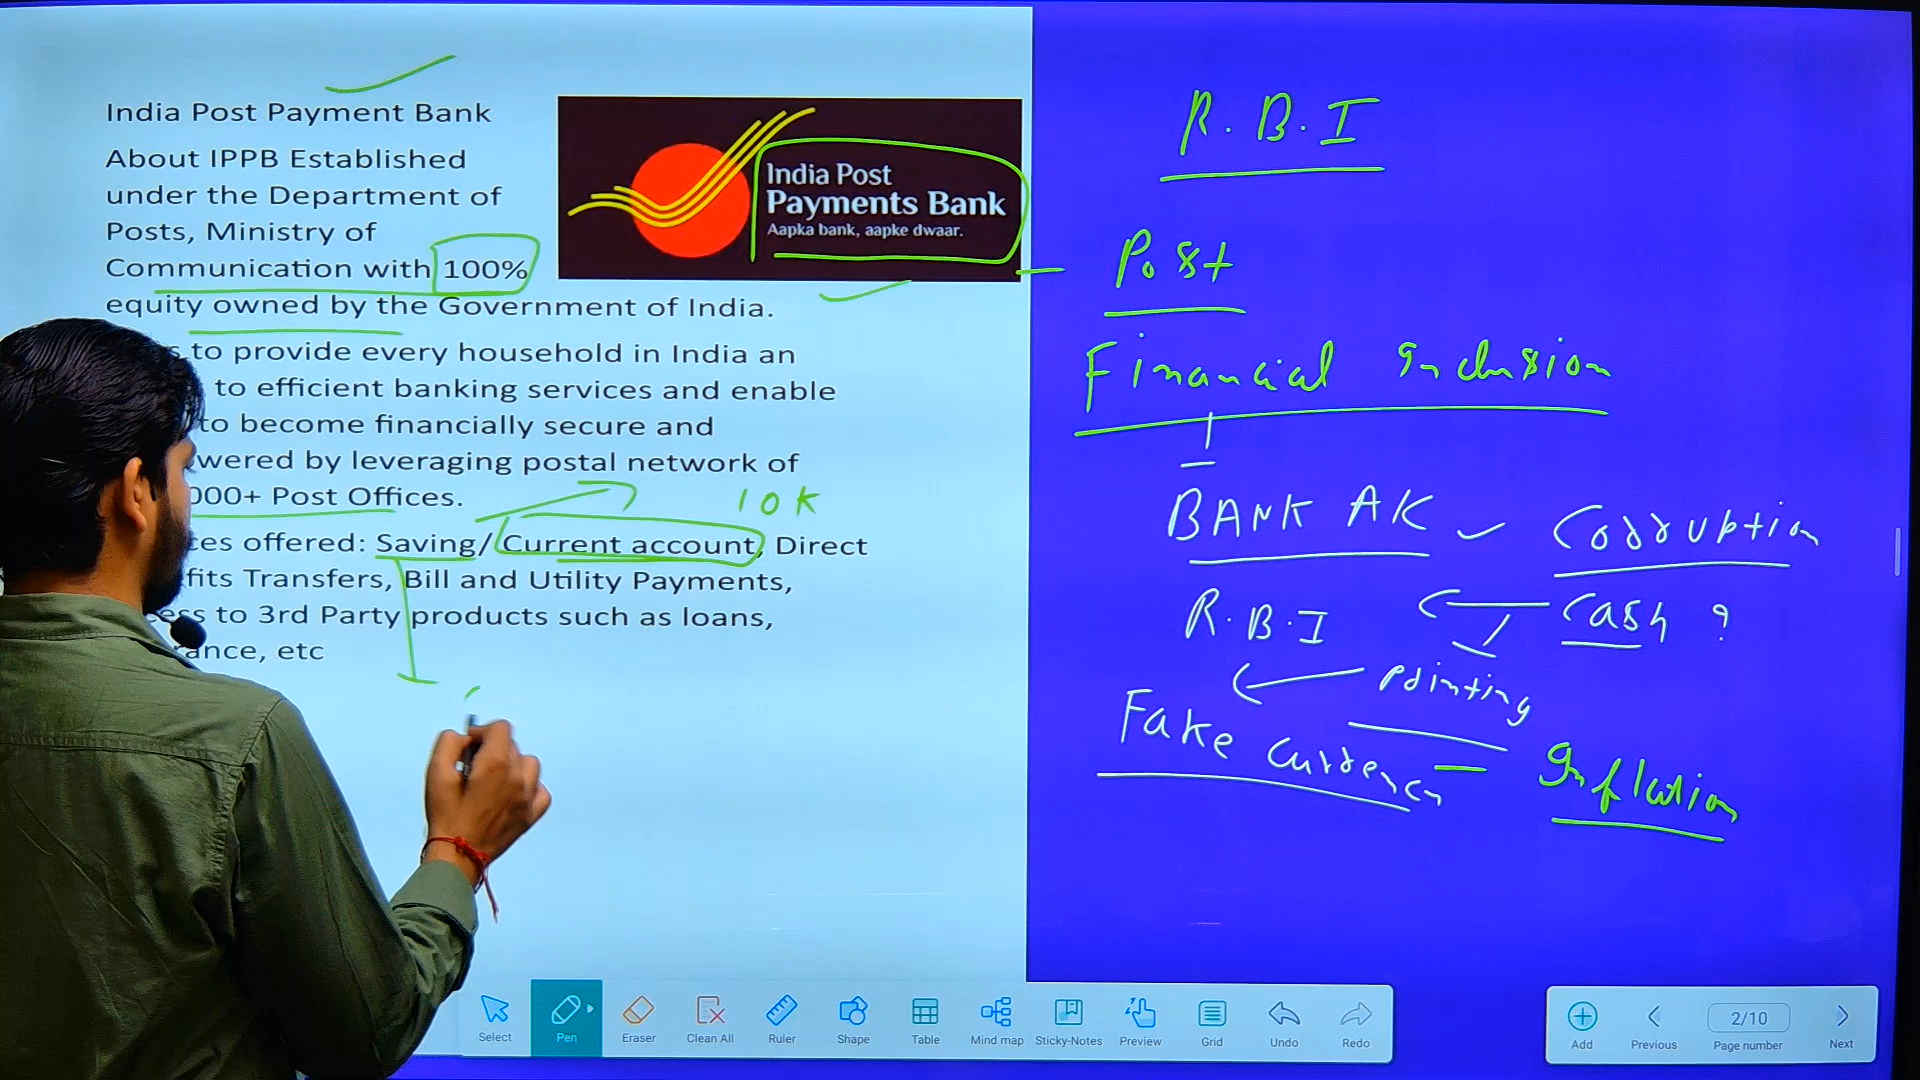 India Post Payment Bank
About IPPB Established
under the Department of
Posts, Ministry of
Communication with 100%
equity owned by the Government of India.
to provide every household in India an
to efficient banking services and enable
to become financially secure and
wered by leveraging postal network of
000+ Post Offices.
10K
ces offered: Saving/ Current account, Direct
fits Transfers, Bill and Utility Payments,
ess to 3rd Party products such as loans,
rance, etc
India Post
Payments Bank
Aapka bank, aapke dwaar.
R.B.I
Post
Financial Inclusion
BANK AK Corruption
R.B.I Cash ?
Printing
Fake Currency
Inflation
Select Pen Eraser Clean All Ruler Shape Table Mind map Sticky-Notes Preview Grid Undo Redo
2/10
Add Previous Page number Next